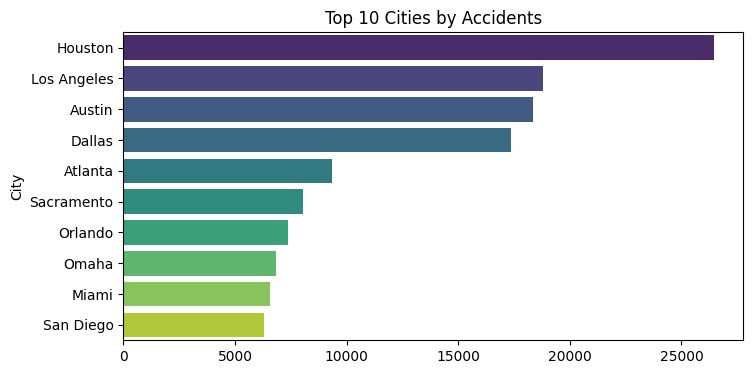 Top 10 Cities by Accidents
City
Houston
Los Angeles
Austin
Dallas
Atlanta
Sacramento
Orlando
Omaha
Miami
San Diego
0 5000 10000 15000 20000 25000